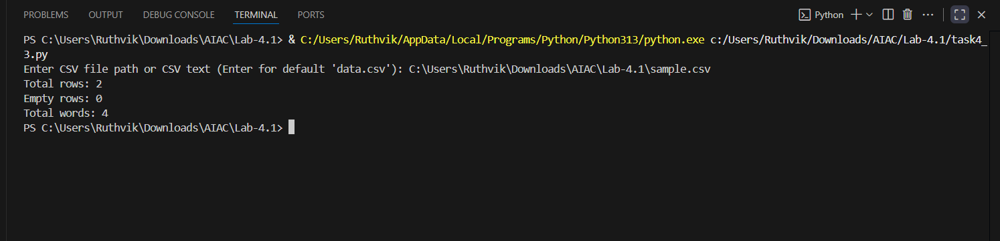 PROBLEMS OUTPUT DEBUG CONSOLE TERMINAL PORTS Python
PS C:\Users\Ruthvik\Downloads\AIAC\Lab-4.1> & C:/Users/Ruthvik/AppData/Local/Programs/Python/Python313/python.exe c:/Users/Ruthvik/Downloads/AIAC/Lab-4.1/task4_
3.py
Enter CSV file path or CSV text (Enter for default 'data.csv'): C:\Users\Ruthvik\Downloads\AIAC\Lab-4.1\sample.csv
Total rows: 2
Empty rows: 0
Total words: 4
PS C:\Users\Ruthvik\Downloads\AIAC\Lab-4.1>